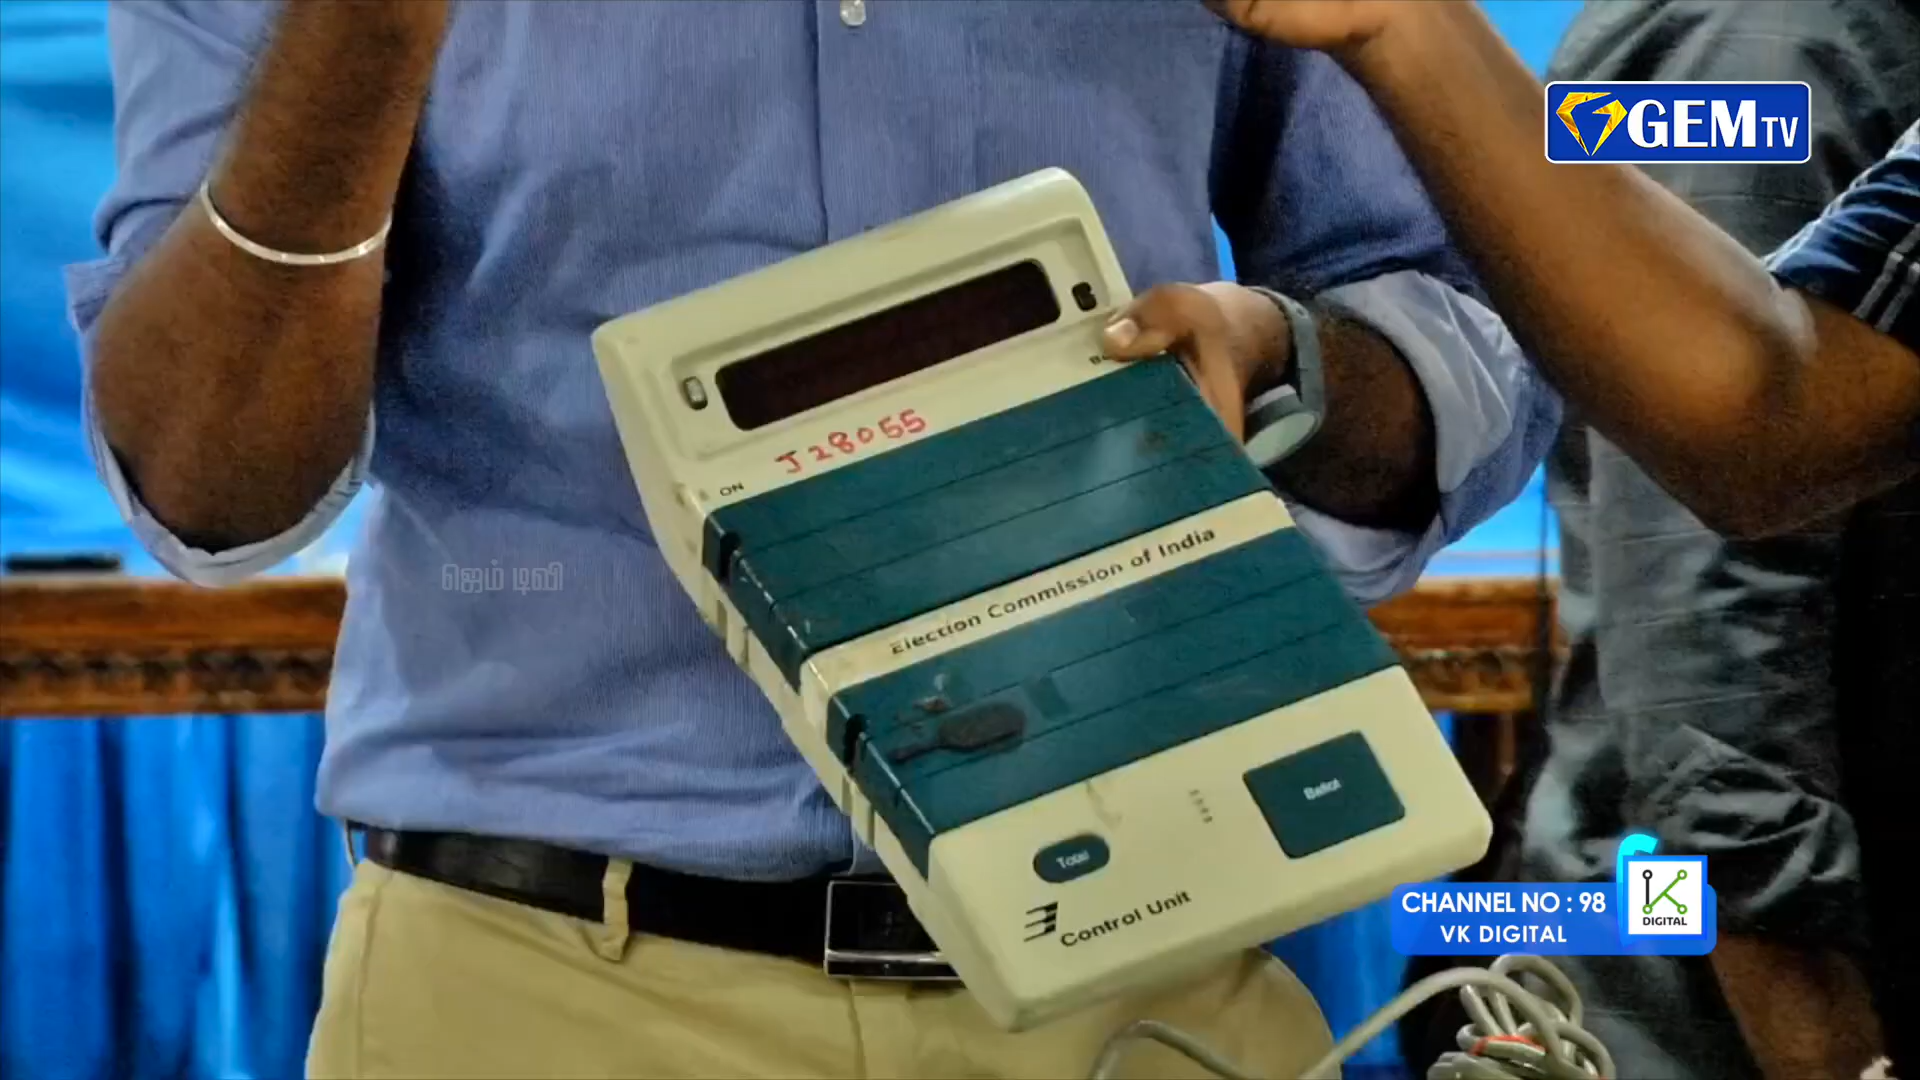 GEM TV
J28055
ON
Election Commission of India
ஜெம் டிவி
Ballot
Total
Control Unit
CHANNEL NO : 98
VK DIGITAL
K
DIGITAL